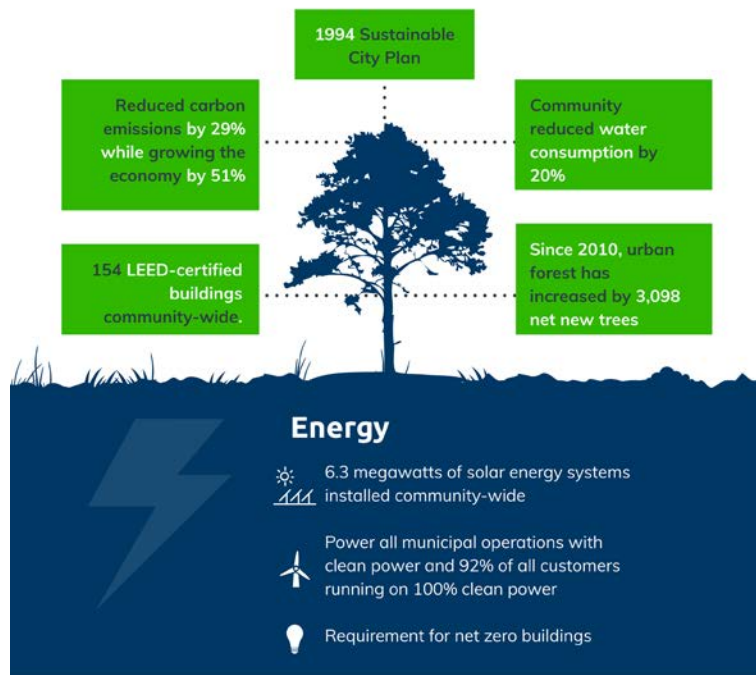 1994 Sustainable
City Plan
Reduced carbon
emissions by 29%
while growing the
economy by 51%
Community
reduced water
consumption by
20%
154 LEED-certified
buildings
community-wide.
Since 2010, urban
forest has
increased by 3,098
net new trees
Energy
6.3 megawatts of solar energy systems
installed community-wide
Power all municipal operations with
clean power and 92% of all customers
running on 100% clean power
Requirement for net zero buildings